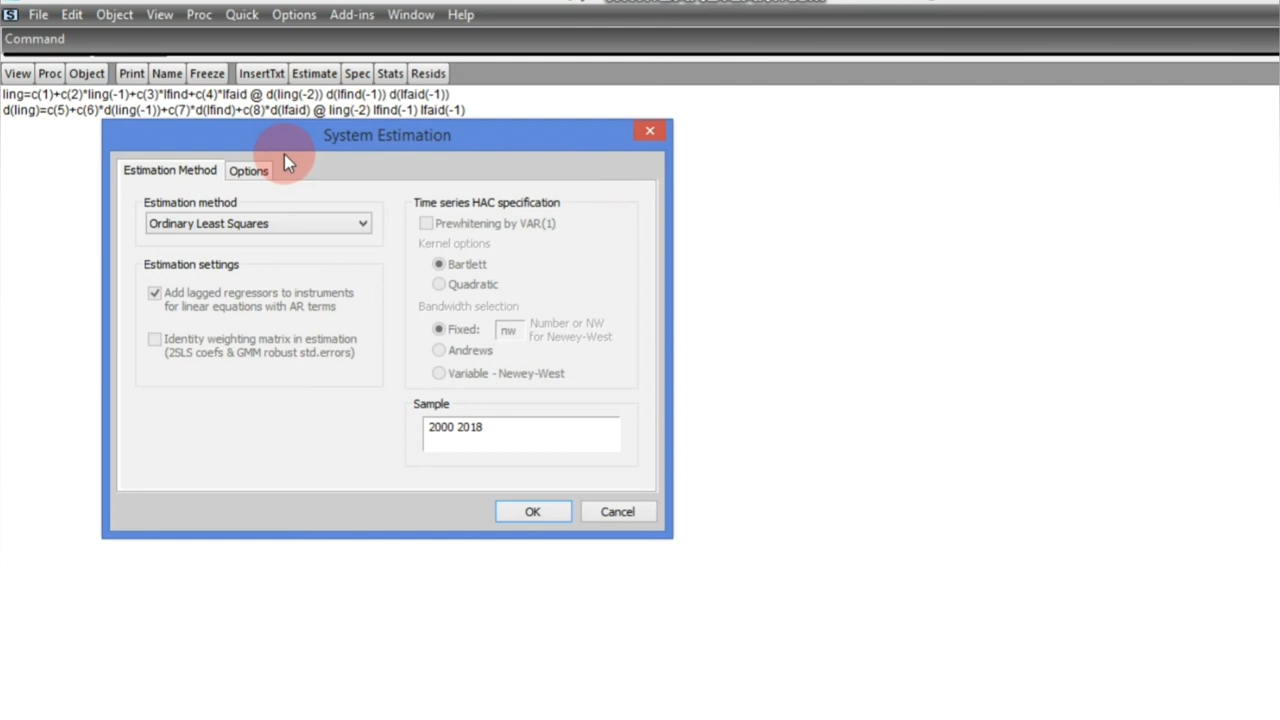 File Edit Object View Proc Quick Options Add-ins Window Help
Command
View Proc Object Print Name Freeze InsertTxt Estimate Spec Stats Resids
ling=c(1)+c(2)*ling(-1)+c(3)*lfind+c(4)*lfaid @ d(ling(-2)) d(lfind(-1)) d(lfaid(-1))
d(ling)=c(5)+c(6)*d(ling(-1))+c(7)*d(lfind)+c(8)*d(lfaid) @ ling(-2) lfind(-1) lfaid(-1)
System Estimation
Estimation Method Options
Estimation method
Ordinary Least Squares
Estimation settings
Add lagged regressors to instruments
for linear equations with AR terms
Identity weighting matrix in estimation
(2SLS coefs & GMM robust std.errors)
Time series HAC specification
Prewhitening by VAR(1)
Kernel options
Bartlett
Quadratic
Bandwidth selection
Fixed: nw Number or NW
for Newey-West
Andrews
Variable - Newey-West
Sample
2000 2018
OK Cancel